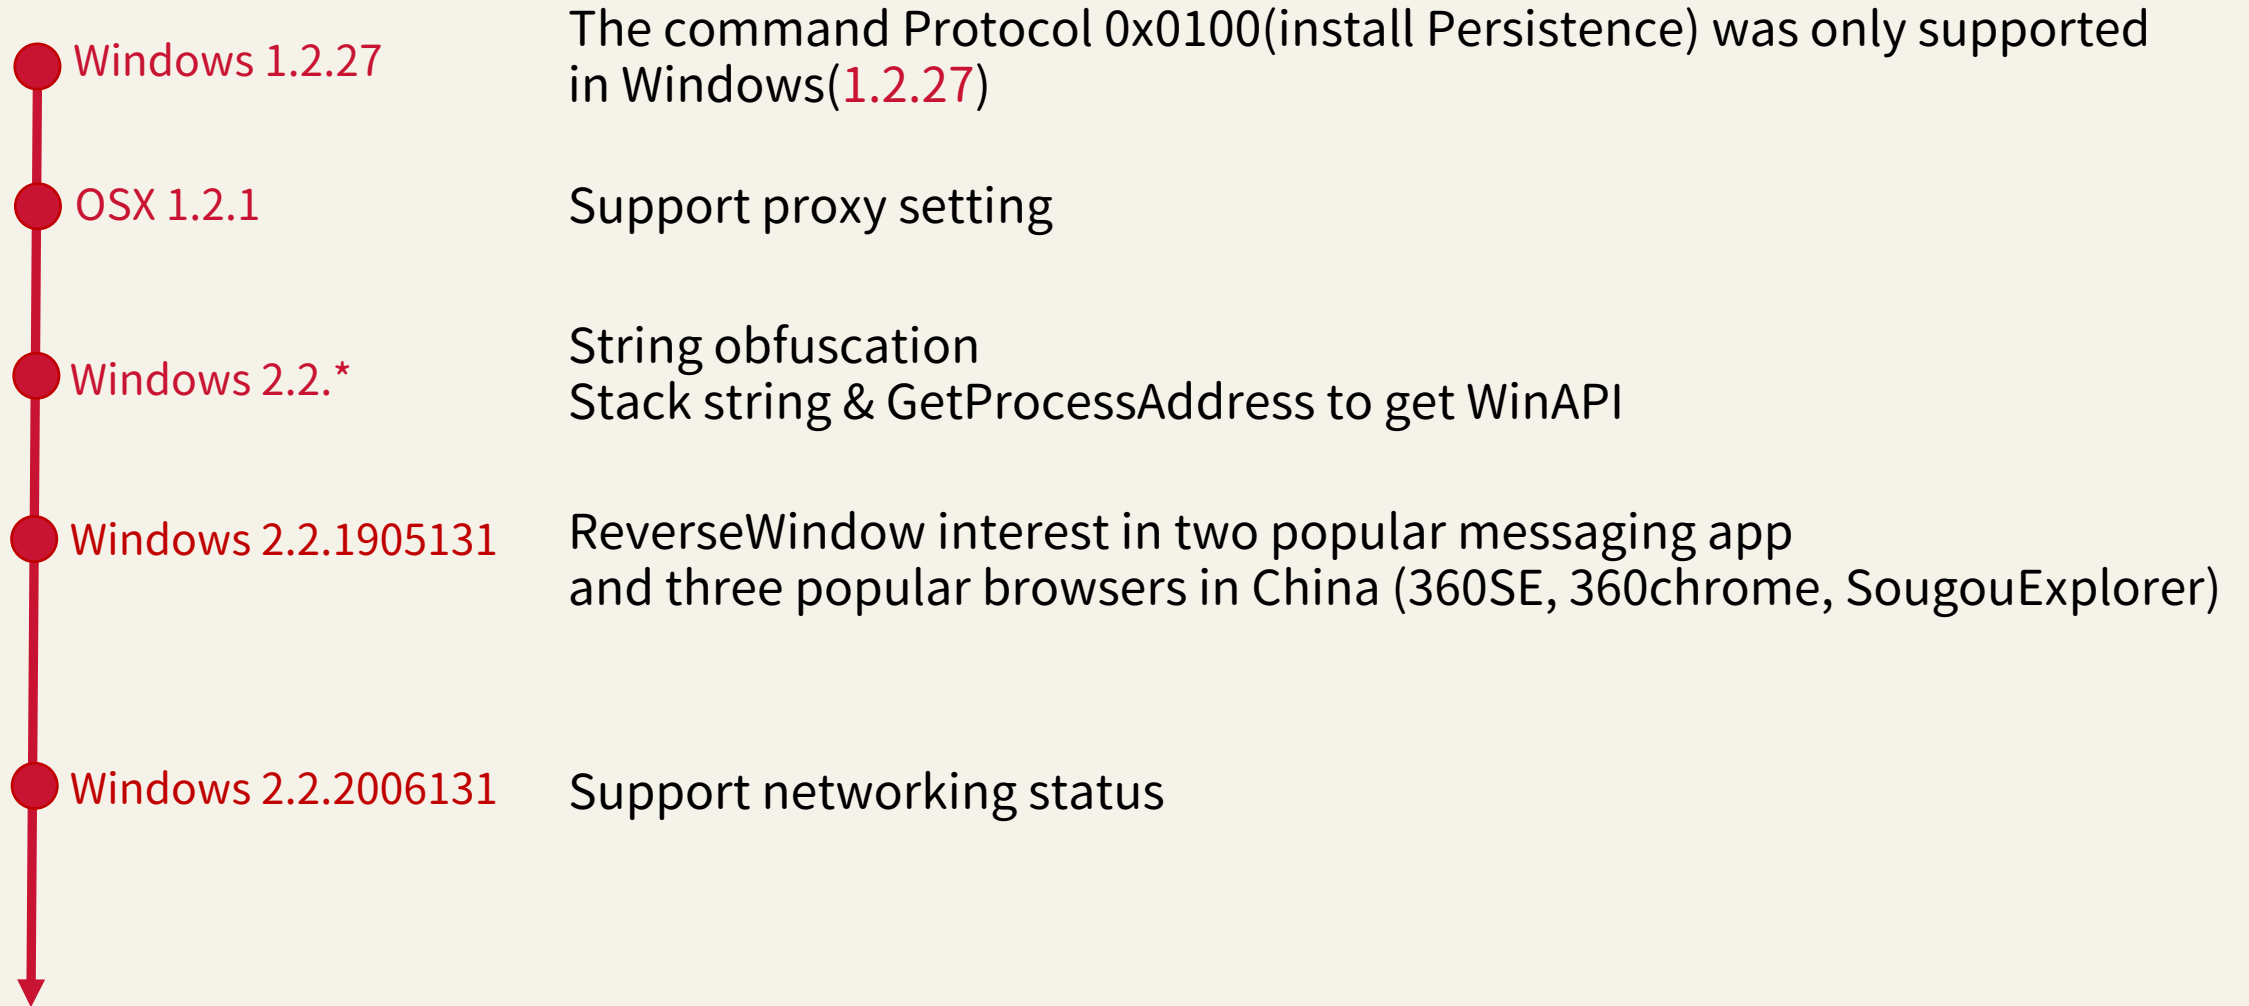 Windows 1.2.27
The command Protocol 0x0100(install Persistence) was only supported
in Windows(1.2.27)
OSX 1.2.1
Support proxy setting
Windows 2.2.*
String obfuscation
Stack string & GetProcessAddress to get WinAPI
Windows 2.2.1905131
ReverseWindow interest in two popular messaging app
and three popular browsers in China (360SE, 360chrome, SougouExplorer)
Windows 2.2.2006131
Support networking status